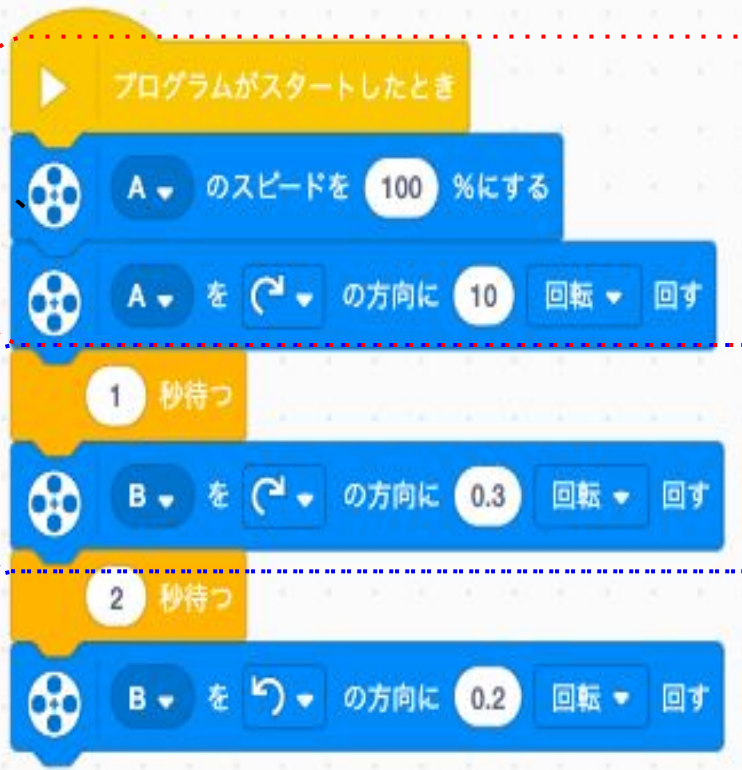 プログラムがスタートしたとき
A のスピードを 100 %にする
A を の方向に 10 回転 回す
1 秒待つ
B を の方向に 0.3 回転 回す
2 秒待つ
B を の方向に 0.2 回転 回す